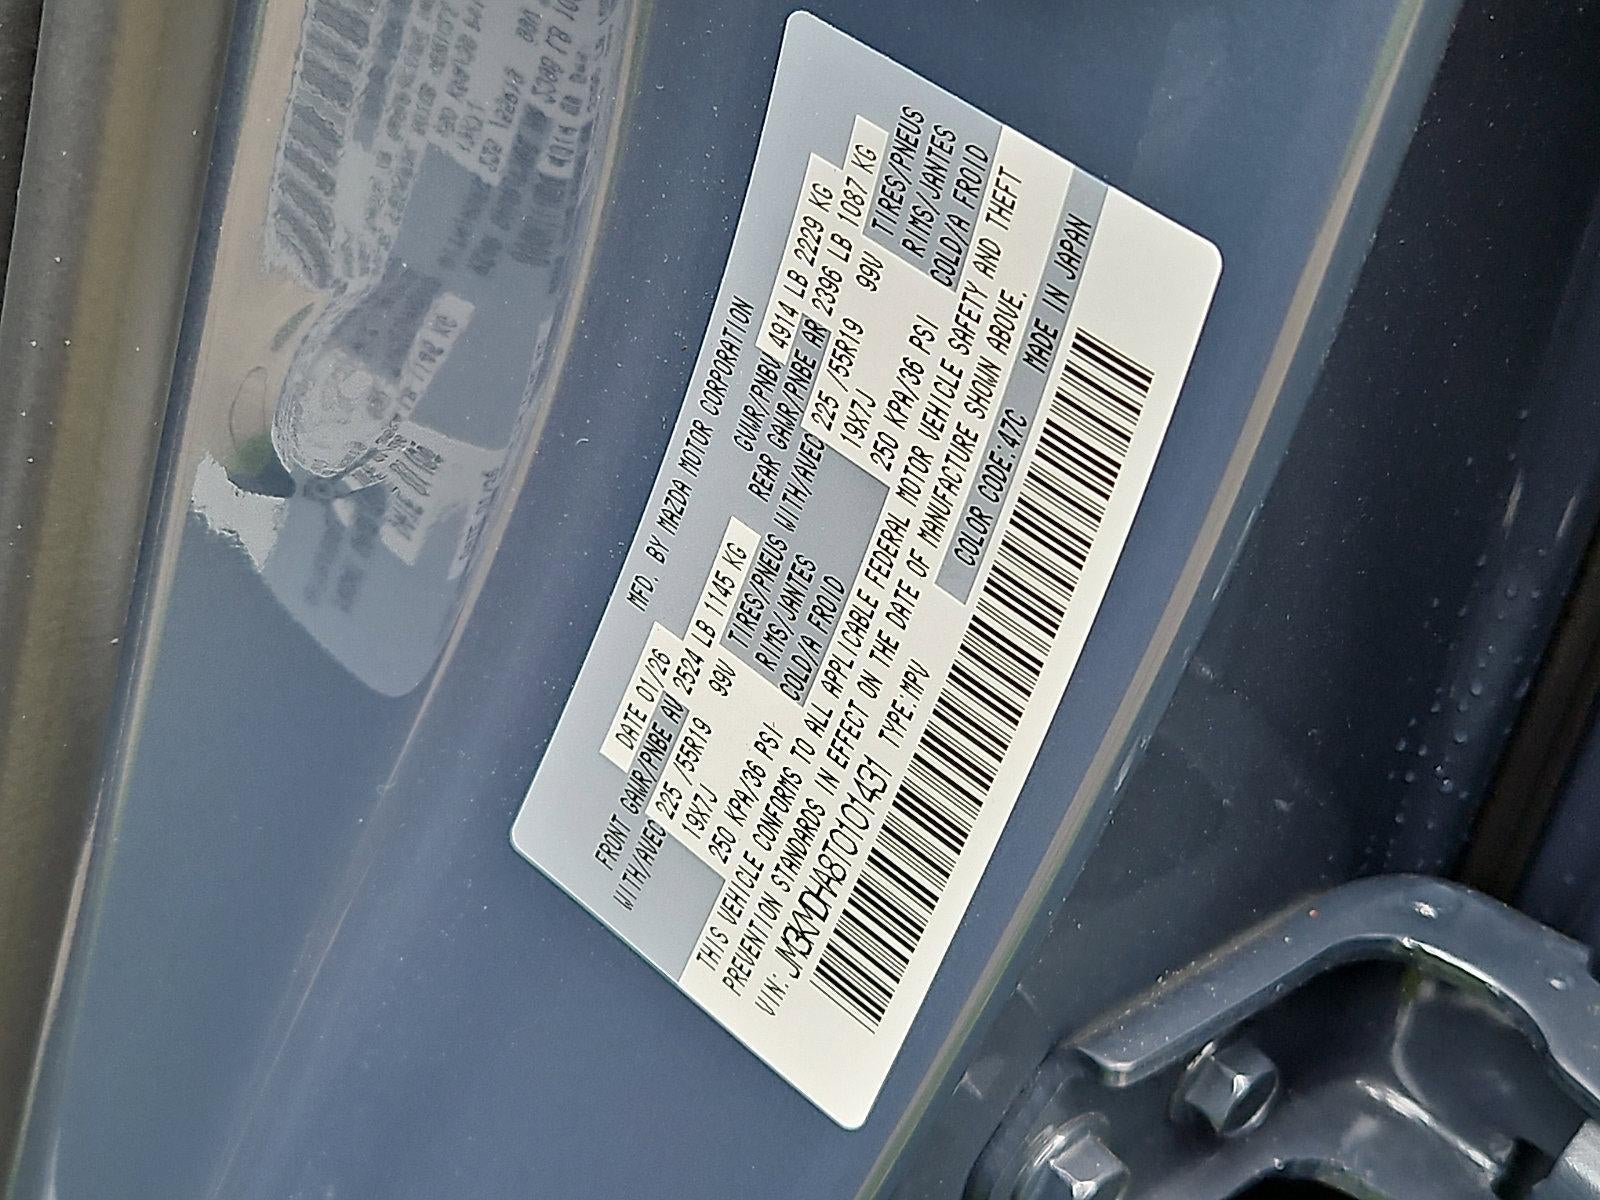 MFD. BY MAZDA MOTOR CORPORATION
DATE 01/26 GVWR/PNBV 4914 LB 2229 KG
FRONT GAWR/PNBE AV 2524 LB 1145 KG REAR GAWR/PNBE AR 2396 LB 1087 KG
WITH/AVEC 225 /55R19 99V TIRES/PNEUS WITH/AVEC 225 /55R19 99V TIRES/PNEUS
19X7J RIMS/JANTES 19X7J RIMS/JANTES
250 KPA/36 PSI COLD/A FROID 250 KPA/36 PSI COLD/A FROID
THIS VEHICLE CONFORMS TO ALL APPLICABLE FEDERAL MOTOR VEHICLE SAFETY AND THEFT
PREVENTION STANDARDS IN EFFECT ON THE DATE OF MANUFACTURE SHOWN ABOVE.
VIN: JM3KMDHA8T0101431 TYPE:MPV COLOR CODE:47C MADE IN JAPAN